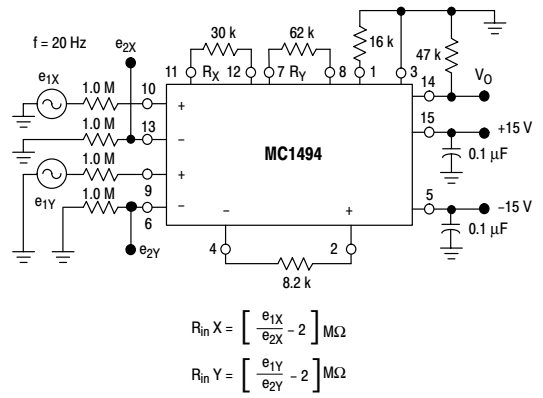 30 k
62 k
f = 20 Hz
e2X
16 k
47 k
VO
e1X
1.0 M
10
11
RX
12
7
RY
8
1
3
14
+
1.0 M
13
−
15
+15 V
MC1494
0.1 µF
1.0 M
+
9
e1Y
1.0 M
−
6
5
−15 V
−
+
0.1 µF
e2Y
4
2
8.2 k
Rin X = [ e1X / e2X − 2 ] MΩ
Rin Y = [ e1Y / e2Y − 2 ] MΩ